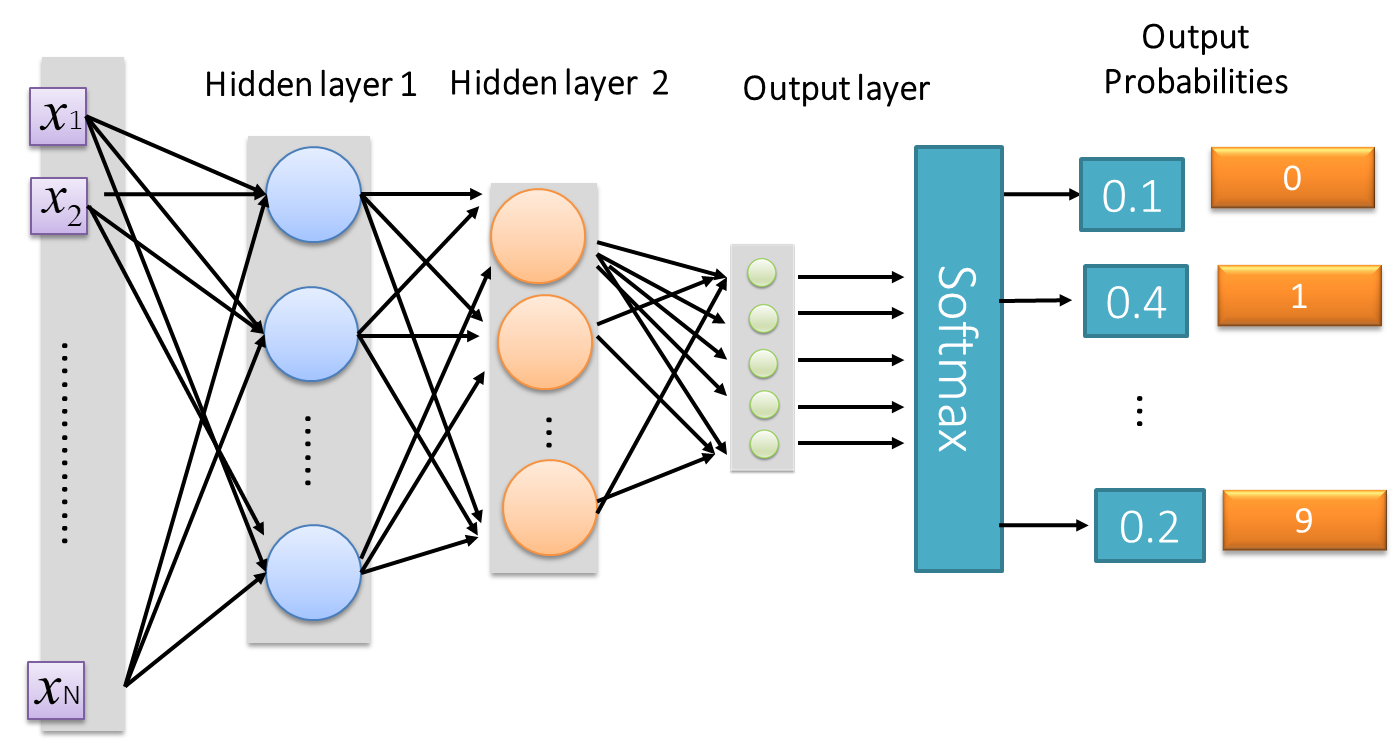 Output
Probabilities
Hidden layer 1
Hidden layer 2
Output layer
x1
x2
xN
Softmax
0.1
0
0.4
1
0.2
9